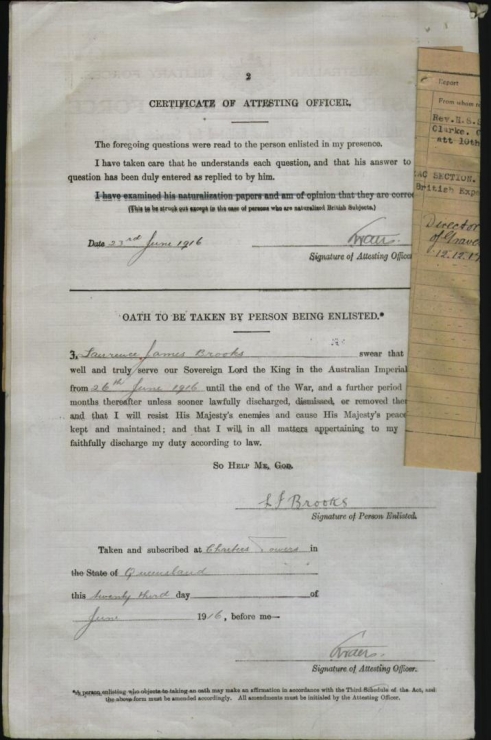 2
CERTIFICATE OF ATTESTING OFFICER.
The foregoing questions were read to the person enlisted in my presence.
I have taken care that he understands each question, and that his answer to
question has been duly entered as replied to by him.
I have examined his naturalization papers and am of opinion that they are corre
(This to be struck out except in the case of persons who are naturalized British Subjects.)
Date 23rd June 1916
Signature of Attesting Officer
OATH TO BE TAKEN BY PERSON BEING ENLISTED.*
3. Laurence James Brooks swear that
well and truly serve our Sovereign Lord the King in the Australian Imperial
from 26th June 1916 until the end of the War, and a further period
months thereafter unless sooner lawfully discharged, dismissed, or removed ther
and that I will resist His Majesty's enemies and cause His Majesty's peace
kept and maintained; and that I will in all matters appertaining to my
faithfully discharge my duty according to law.
SO HELP ME, GOD.
L J Brooks
Signature of Person Enlisted.
Taken and subscribed at Charters Towers in
the State of Queensland
this twenty third day of
June 1916, before me—
Signature of Attesting Officer.
*A person enlisting who objects to taking an oath may make an affirmation in accordance with the Third Schedule of the Act, and
the above form must be amended accordingly. All amendments must be initialed by the Attesting Officer.
Report
From whom
Rev.
Clarke.
att 10th
SECTION.
British Exp
Director
of Graves
12.12.17